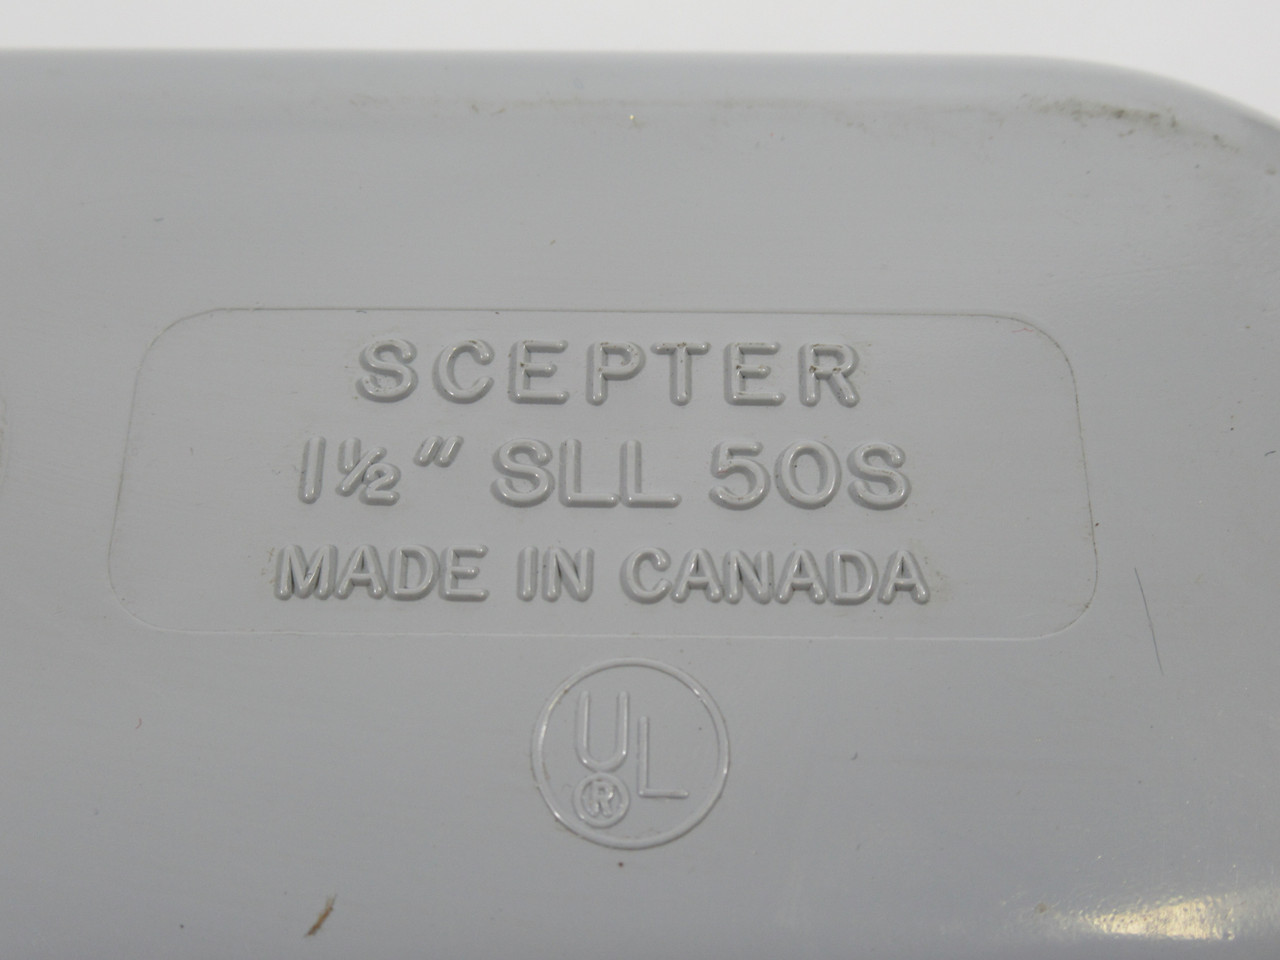 SCEPTER
1½" SLL 50S
MADE IN CANADA
UL
®